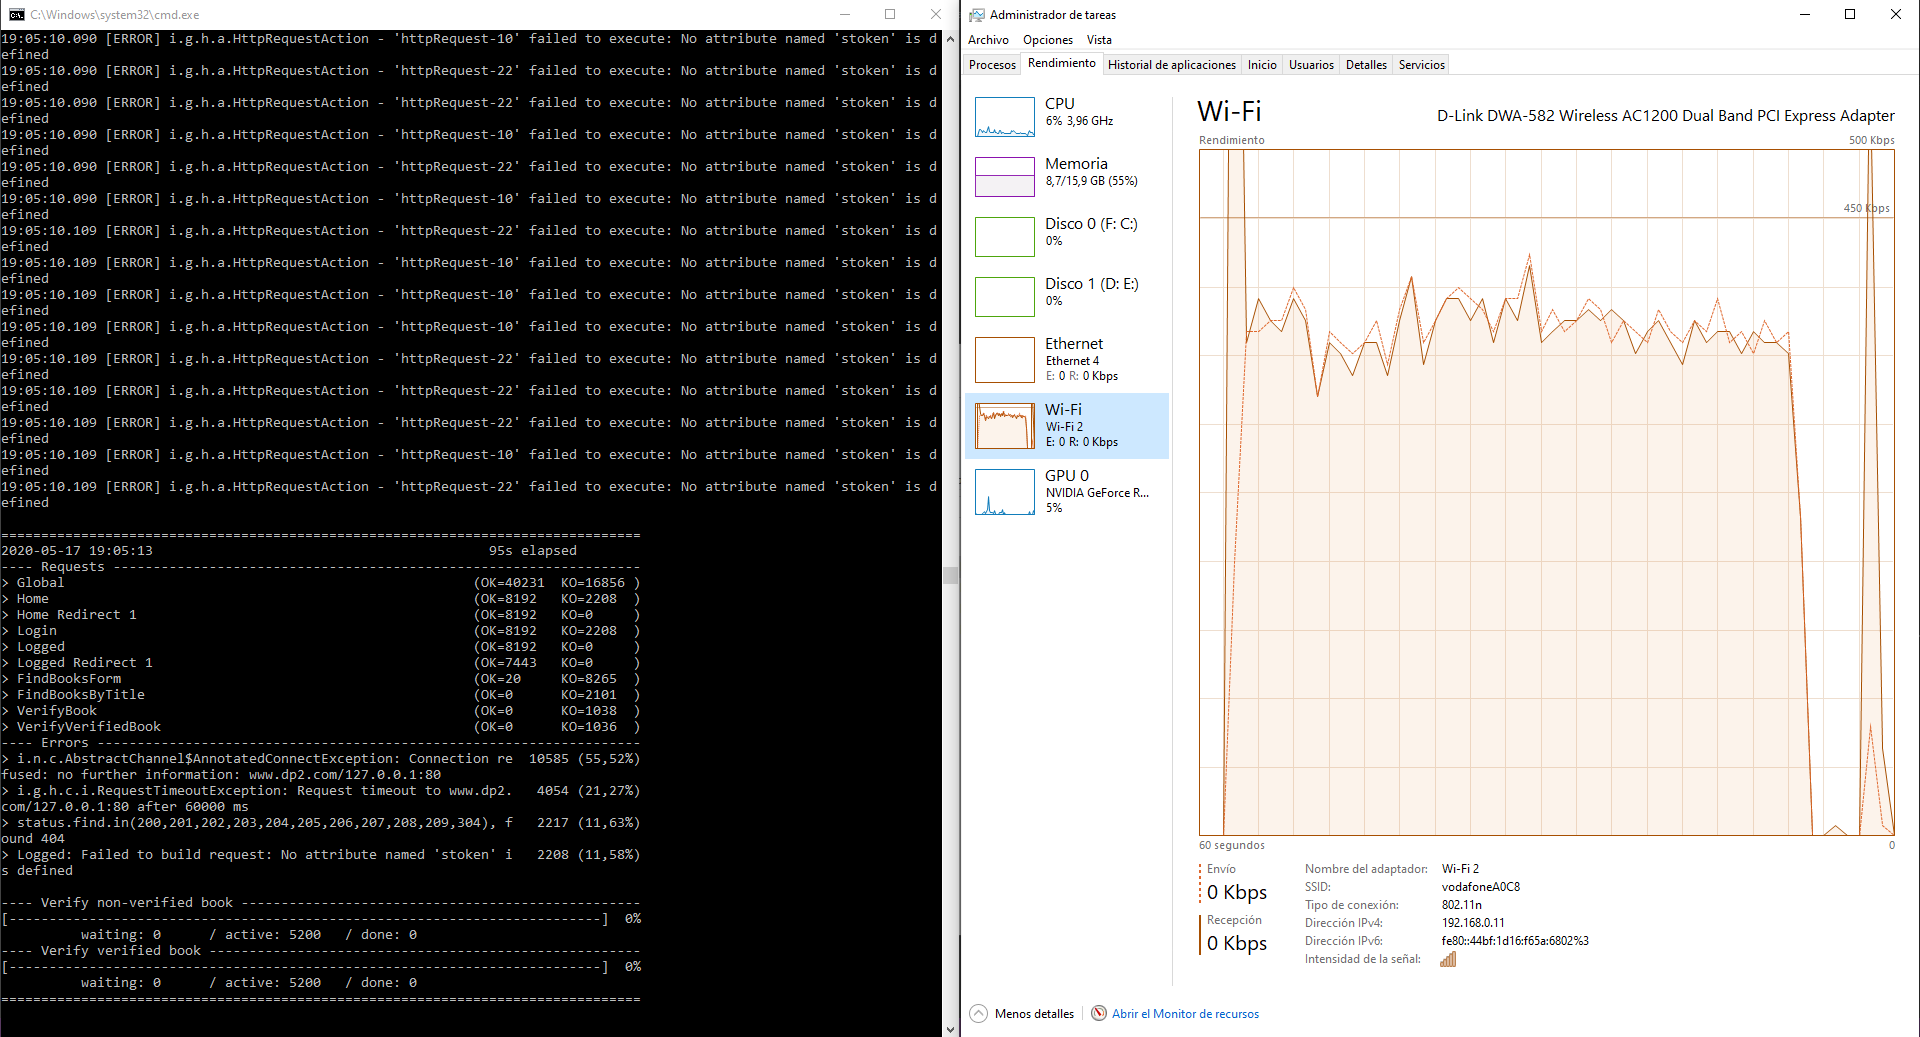 C:\Windows\system32\cmd.exe
19:05:10.090 [ERROR] i.g.h.a.HttpRequestAction - 'httpRequest-10' failed to execute: No attribute named 'stoken' is d
efined
19:05:10.090 [ERROR] i.g.h.a.HttpRequestAction - 'httpRequest-22' failed to execute: No attribute named 'stoken' is d
efined
19:05:10.090 [ERROR] i.g.h.a.HttpRequestAction - 'httpRequest-22' failed to execute: No attribute named 'stoken' is d
efined
19:05:10.090 [ERROR] i.g.h.a.HttpRequestAction - 'httpRequest-10' failed to execute: No attribute named 'stoken' is d
efined
19:05:10.090 [ERROR] i.g.h.a.HttpRequestAction - 'httpRequest-22' failed to execute: No attribute named 'stoken' is d
efined
19:05:10.090 [ERROR] i.g.h.a.HttpRequestAction - 'httpRequest-10' failed to execute: No attribute named 'stoken' is d
efined
19:05:10.109 [ERROR] i.g.h.a.HttpRequestAction - 'httpRequest-22' failed to execute: No attribute named 'stoken' is d
efined
19:05:10.109 [ERROR] i.g.h.a.HttpRequestAction - 'httpRequest-10' failed to execute: No attribute named 'stoken' is d
efined
19:05:10.109 [ERROR] i.g.h.a.HttpRequestAction - 'httpRequest-10' failed to execute: No attribute named 'stoken' is d
efined
19:05:10.109 [ERROR] i.g.h.a.HttpRequestAction - 'httpRequest-10' failed to execute: No attribute named 'stoken' is d
efined
19:05:10.109 [ERROR] i.g.h.a.HttpRequestAction - 'httpRequest-22' failed to execute: No attribute named 'stoken' is d
efined
19:05:10.109 [ERROR] i.g.h.a.HttpRequestAction - 'httpRequest-22' failed to execute: No attribute named 'stoken' is d
efined
19:05:10.109 [ERROR] i.g.h.a.HttpRequestAction - 'httpRequest-22' failed to execute: No attribute named 'stoken' is d
efined
19:05:10.109 [ERROR] i.g.h.a.HttpRequestAction - 'httpRequest-10' failed to execute: No attribute named 'stoken' is d
efined
19:05:10.109 [ERROR] i.g.h.a.HttpRequestAction - 'httpRequest-22' failed to execute: No attribute named 'stoken' is d
efined
================================================================================
2020-05-17 19:05:13                                          95s elapsed
---- Requests ------------------------------------------------------------------
> Global                                                   (OK=40231  KO=16856 )
> Home                                                     (OK=8192   KO=2208  )
> Home Redirect 1                                          (OK=8192   KO=0     )
> Login                                                    (OK=8192   KO=2208  )
> Logged                                                   (OK=8192   KO=0     )
> Logged Redirect 1                                        (OK=7443   KO=0     )
> FindBooksForm                                            (OK=20     KO=8265  )
> FindBooksByTitle                                         (OK=0      KO=2101  )
> VerifyBook                                               (OK=0      KO=1038  )
> VerifyVerifiedBook                                       (OK=0      KO=1036  )
---- Errors --------------------------------------------------------------------
> i.n.c.AbstractChannel$AnnotatedConnectException: Connection re  10585 (55,52%)
fused: no further information: www.dp2.com/127.0.0.1:80
> i.g.h.c.i.RequestTimeoutException: Request timeout to www.dp2.   4054 (21,27%)
com/127.0.0.1:80 after 60000 ms
> status.find.in(200,201,202,203,204,205,206,207,208,209,304), f   2217 (11,63%)
ound 404
> Logged: Failed to build request: No attribute named 'stoken' i   2208 (11,58%)
s defined
---- Verify non-verified book --------------------------------------------------
[--------------------------------------------------------------------------]  0%
          waiting: 0      / active: 5200   / done: 0
---- Verify verified book ------------------------------------------------------
[--------------------------------------------------------------------------]  0%
          waiting: 0      / active: 5200   / done: 0
================================================================================
Administrador de tareas
Archivo Opciones Vista
Procesos Rendimiento Historial de aplicaciones Inicio Usuarios Detalles Servicios
CPU
6% 3,96 GHz
Memoria
8,7/15,9 GB (55%)
Disco 0 (F: C:)
0%
Disco 1 (D: E:)
0%
Ethernet
Ethernet 4
E: 0 R: 0 Kbps
Wi-Fi
Wi-Fi 2
E: 0 R: 0 Kbps
GPU 0
NVIDIA GeForce R...
5%
Wi-Fi
D-Link DWA-582 Wireless AC1200 Dual Band PCI Express Adapter
Rendimiento 500 Kbps
450 Kbps
60 segundos 0
Envío
0 Kbps
Recepción
0 Kbps
Nombre del adaptador: Wi-Fi 2
SSID: vodafoneA0C8
Tipo de conexión: 802.11n
Dirección IPv4: 192.168.0.11
Dirección IPv6: fe80::44bf:1d16:f65a:6802%3
Intensidad de la señal:
Menos detalles
Abrir el Monitor de recursos